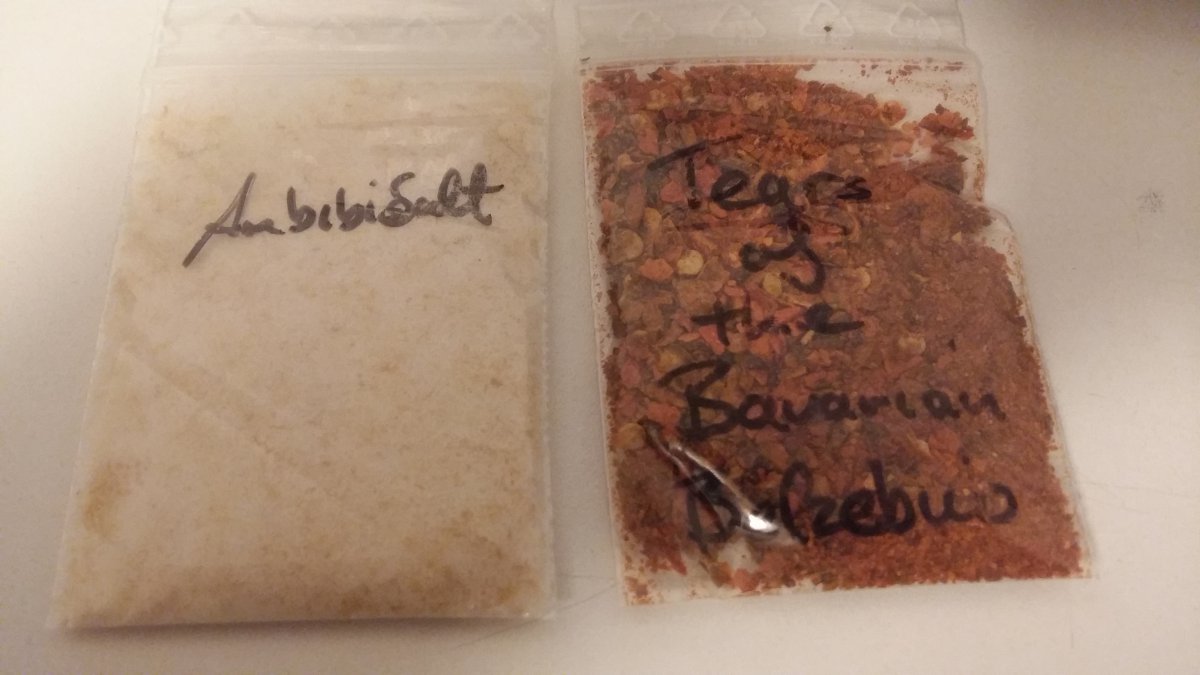 AmbibiSalt
Tears
of
the
Bavarian
Belzebub